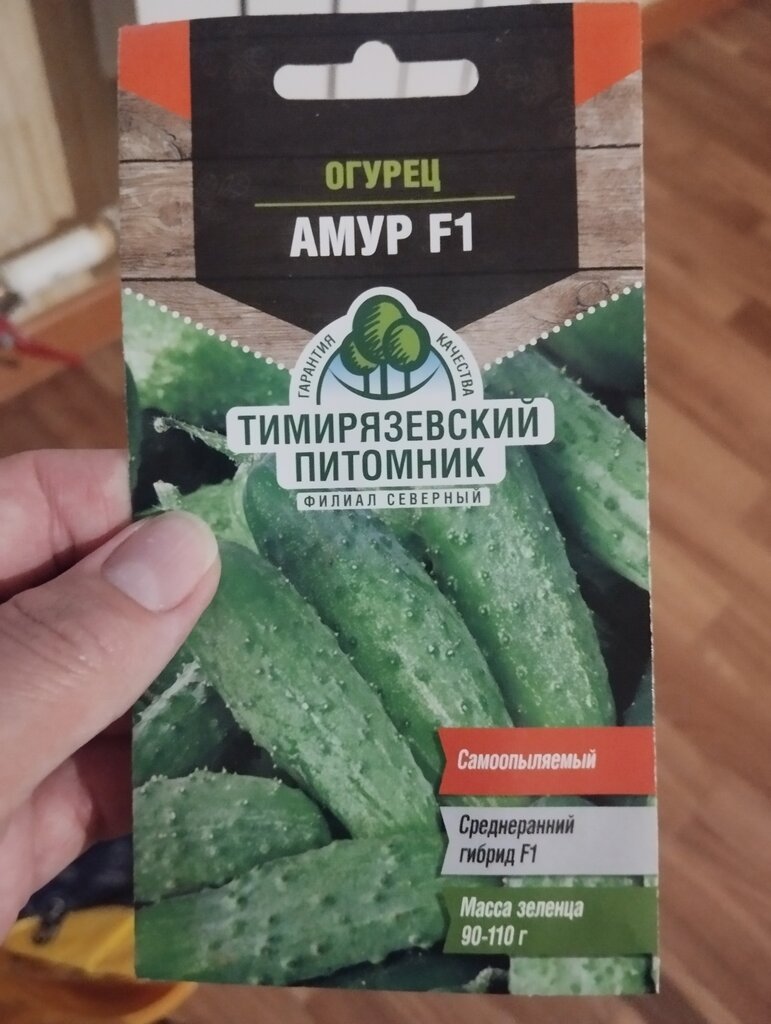 ОГУРЕЦ
АМУР F1
ГАРАНТИЯ КАЧЕСТВА
ТИМИРЯЗЕВСКИЙ
ПИТОМНИК
ФИЛИАЛ СЕВЕРНЫЙ
Самоопыляемый
Среднеранний
гибрид F1
Масса зеленца
90-110 г